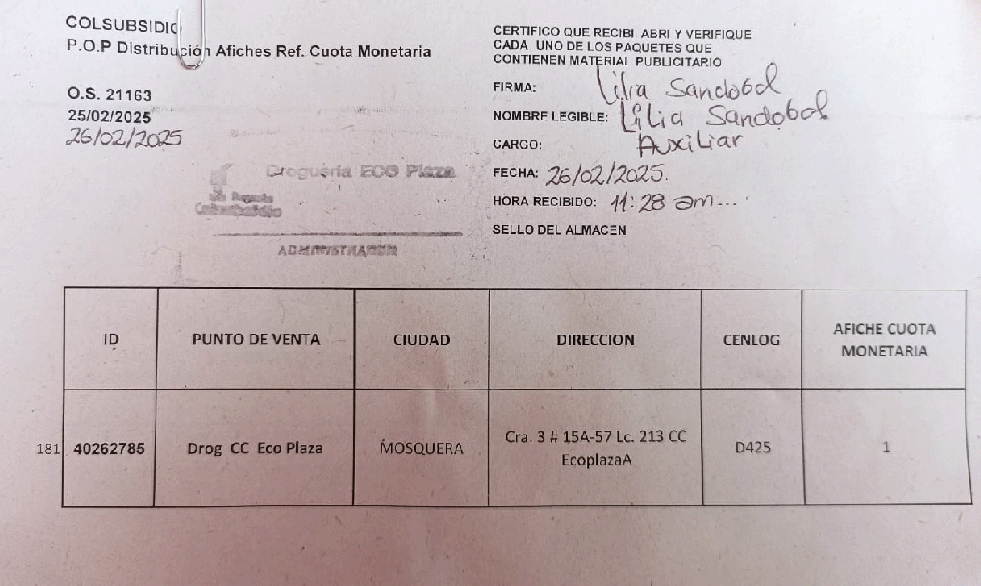 COLSUBSIDIO
P.O.P Distribución Afiches Ref. Cuota Monetaria
O.S. 21163
25/02/2025
26/02/2025
Droguería ECO Plaza
ADMINISTRADOR
CERTIFICO QUE RECIBI ABRI Y VERIFIQUE
CADA UNO DE LOS PAQUETES QUE
CONTIENEN MATERIAL PUBLICITARIO
FIRMA: Lilia Sandobal
NOMBRE LEGIBLE: Lilia Sandobal
CARGO: Auxiliar
FECHA: 26/02/2025.
HORA RECIBIDO: 11:28 am...
SELLO DEL ALMACEN
ID PUNTO DE VENTA CIUDAD DIRECCION CENLOG AFICHE CUOTA
MONETARIA
181 40262785 Drog CC Eco Plaza MOSQUERA Cra. 3 # 15A-57 Lc. 213 CC D425 1
EcoplazaA